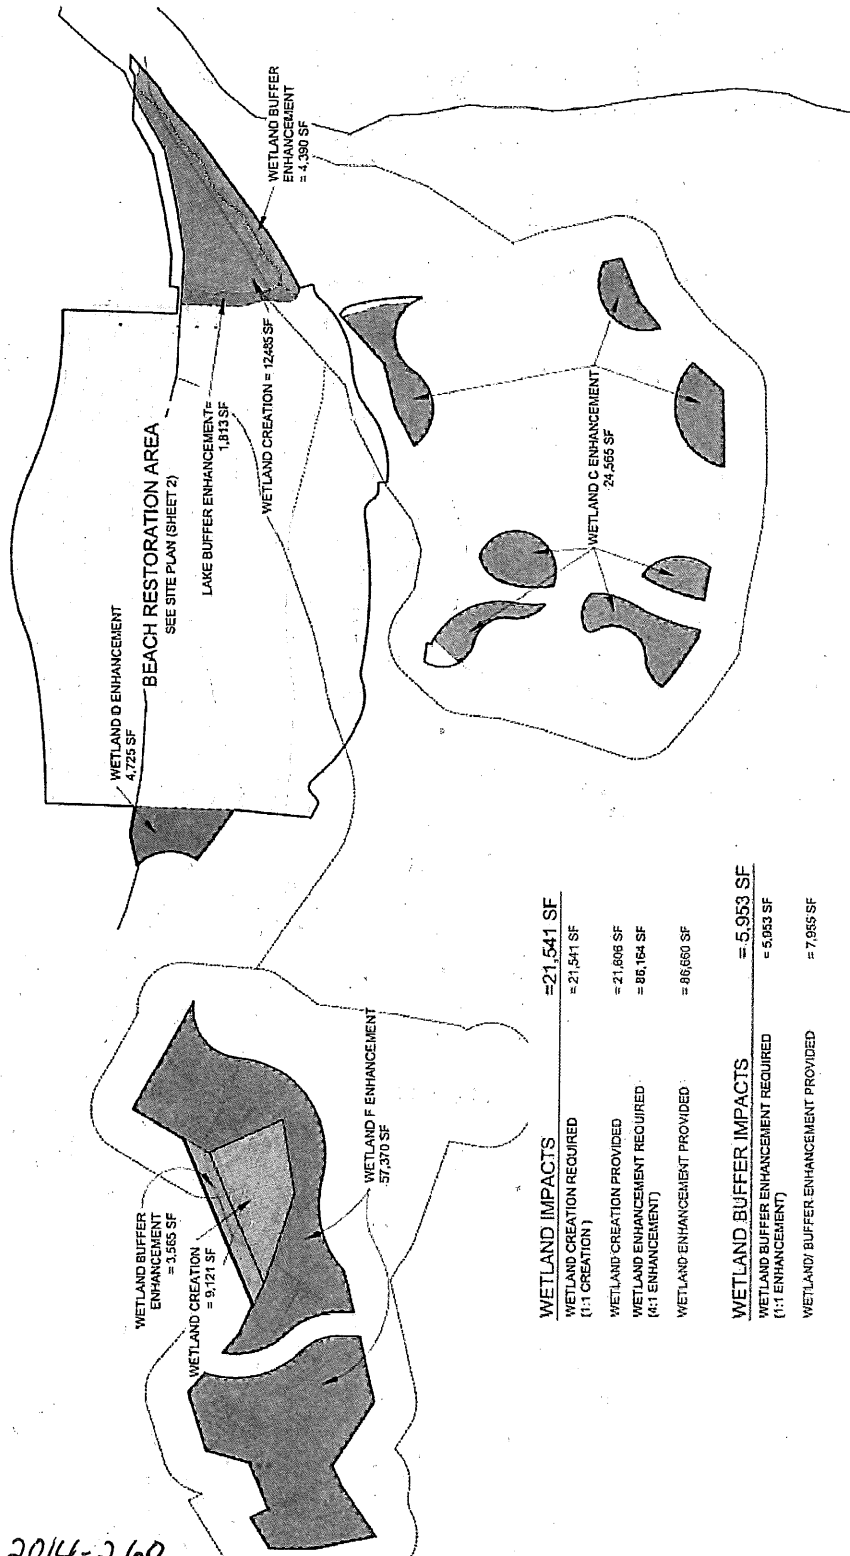 WETLAND BUFFER
ENHANCEMENT
= 4,390 SF
BEACH RESTORATION AREA
SEE SITE PLAN (SHEET 2)
LAKE BUFFER ENHANCEMENT=
1,813 SF
WETLAND CREATION = 12,485 SF
WETLAND D ENHANCEMENT
4,725 SF
WETLAND C ENHANCEMENT
24,565 SF
WETLAND BUFFER
ENHANCEMENT
= 3,565 SF
WETLAND CREATION
= 9,121 SF
WETLAND F ENHANCEMENT
57,370 SF
WETLAND IMPACTS =21,541 SF
WETLAND CREATION REQUIRED = 21,541 SF
(1:1 CREATION )
WETLAND CREATION PROVIDED = 21,606 SF
WETLAND ENHANCEMENT REQUIRED = 86,164 SF
(4:1 ENHANCEMENT)
WETLAND ENHANCEMENT PROVIDED = 86,660 SF
WETLAND BUFFER IMPACTS = 5,953 SF
WETLAND BUFFER ENHANCEMENT REQUIRED = 5,953 SF
(1:1 ENHANCEMENT)
WETLAND/ BUFFER ENHANCEMENT PROVIDED = 7,955 SF
2014-260